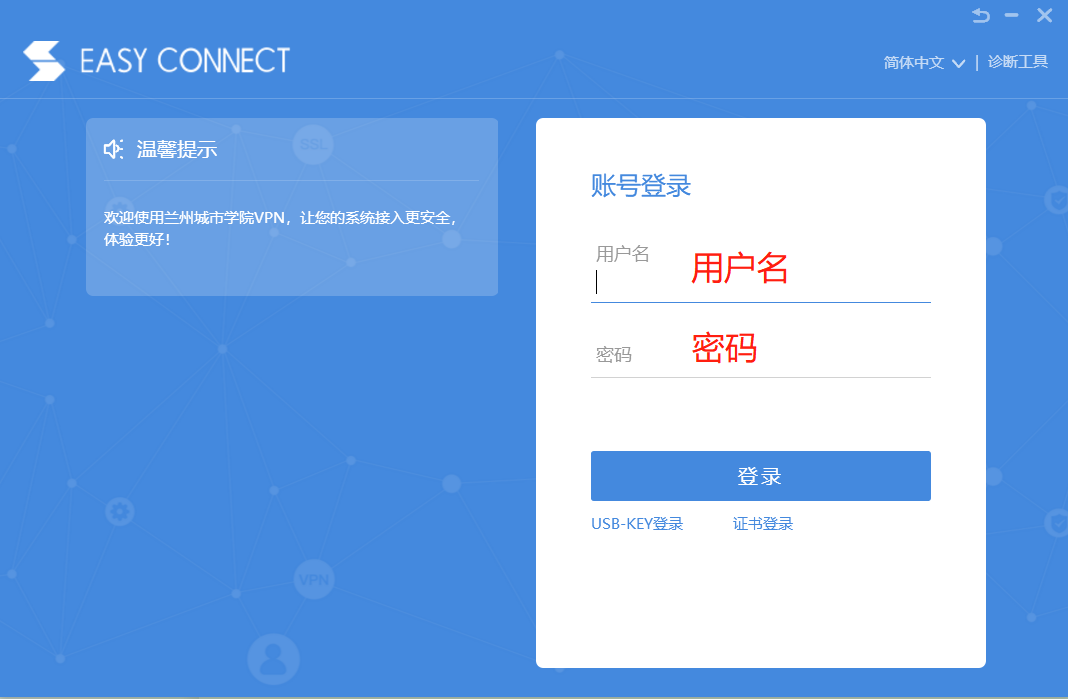 EASY CONNECT
简体中文 | 诊断工具
温馨提示
SSL
欢迎使用兰州城市学院VPN，让您的系统接入更安全，
体验更好！
账号登录
用户名
用户名
密码
密码
登录
USB-KEY登录
证书登录
VPN